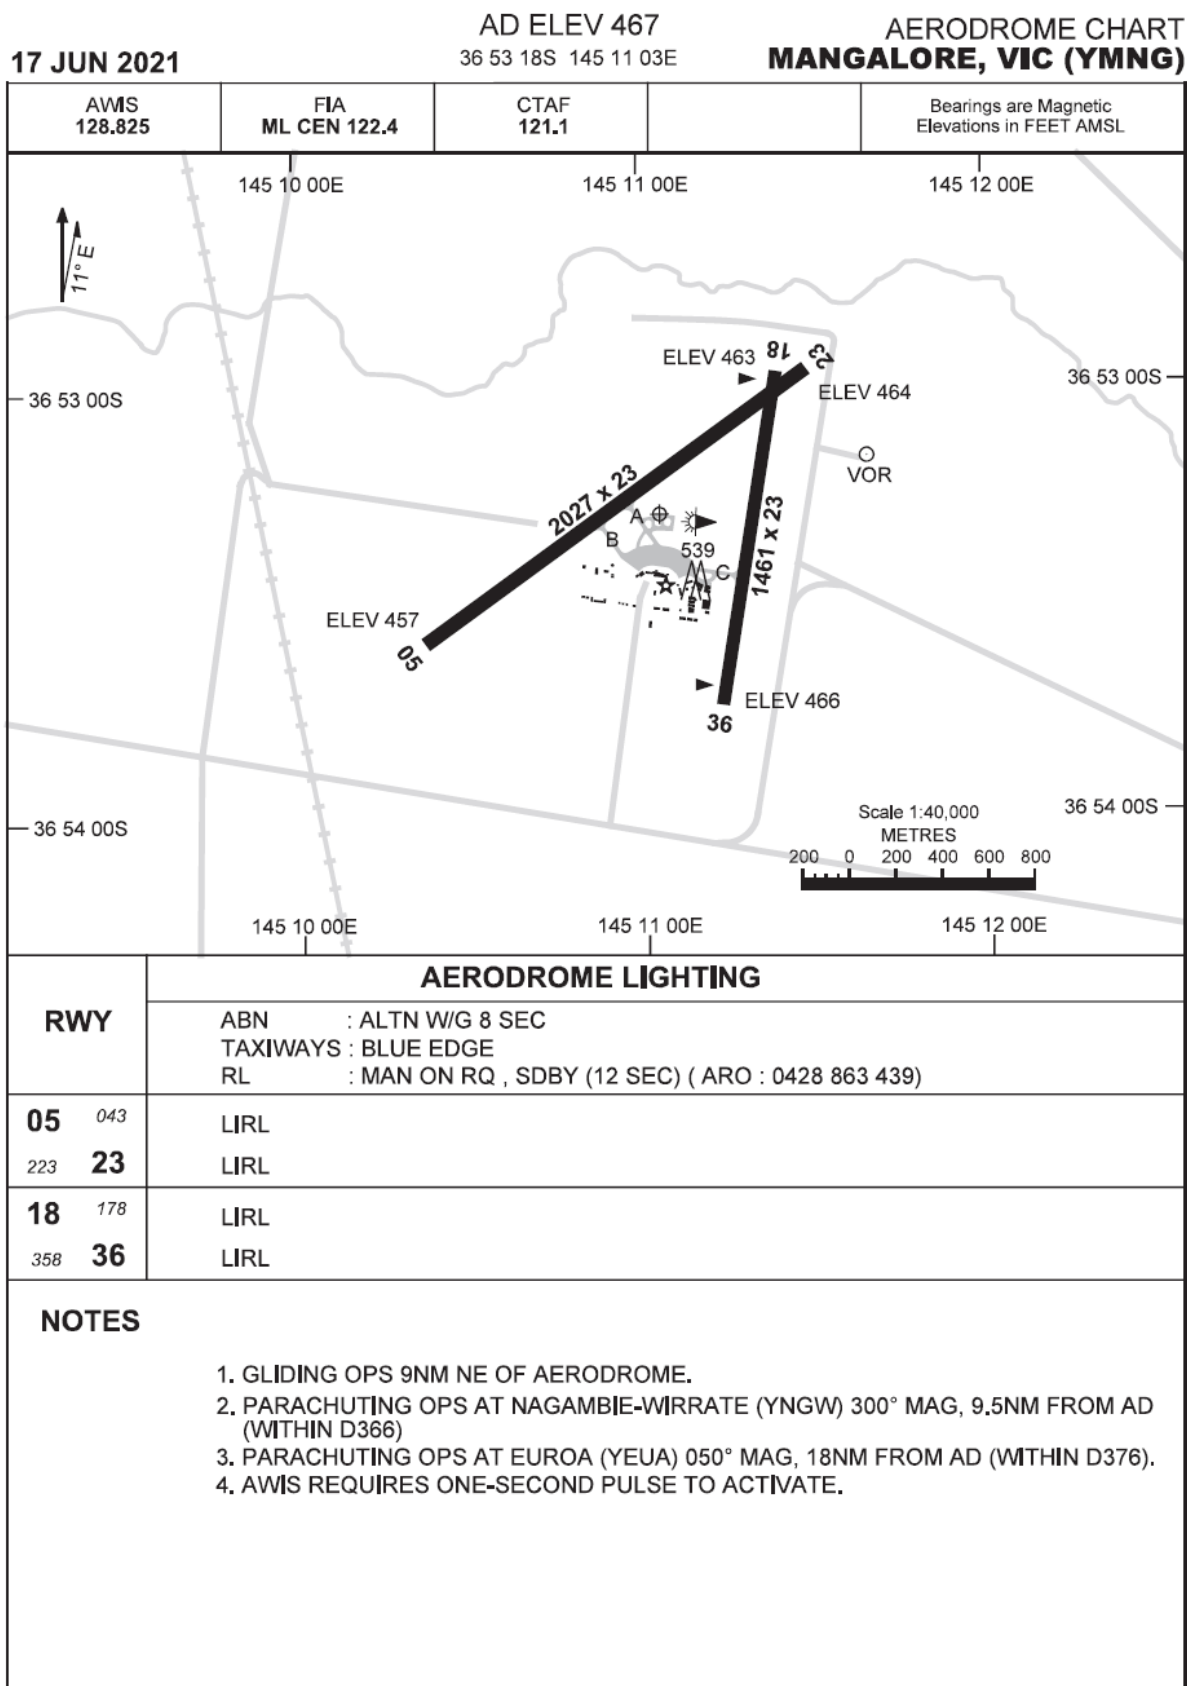 AD ELEV 467
AERODROME CHART
17 JUN 2021
36 53 18S 145 11 03E
MANGALORE, VIC (YMNG)
AWIS
128.825
FIA
ML CEN 122.4
CTAF
121.1
Bearings are Magnetic
Elevations in FEET AMSL
145 10 00E
145 11 00E
145 12 00E
11° E
ELEV 463
18
23
36 53 00S
36 53 00S
ELEV 464
VOR
2027 x 23
A
B
539
C
1461 x 23
ELEV 457
05
ELEV 466
36
36 54 00S
36 54 00S
Scale 1:40,000
METRES
200 0 200 400 600 800
145 10 00E
145 11 00E
145 12 00E
RWY
AERODROME LIGHTING
ABN : ALTN W/G 8 SEC
TAXIWAYS : BLUE EDGE
RL : MAN ON RQ , SDBY (12 SEC) ( ARO : 0428 863 439)
05 043 LIRL
223 23 LIRL
18 178 LIRL
358 36 LIRL
NOTES
1. GLIDING OPS 9NM NE OF AERODROME.
2. PARACHUTING OPS AT NAGAMBIE-WIRRATE (YNGW) 300° MAG, 9.5NM FROM AD
(WITHIN D366)
3. PARACHUTING OPS AT EUROA (YEUA) 050° MAG, 18NM FROM AD (WITHIN D376).
4. AWIS REQUIRES ONE-SECOND PULSE TO ACTIVATE.